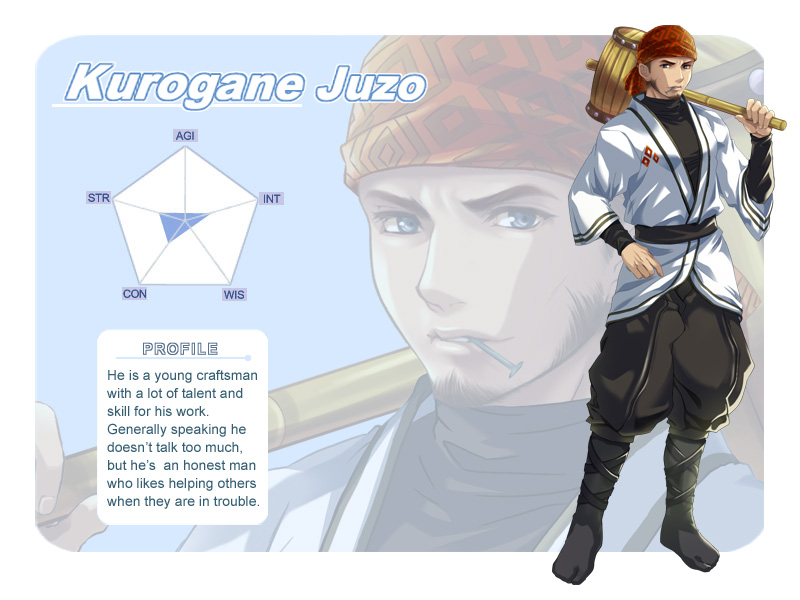 Kurogane Juzo
AGI
STR
INT
CON
WIS
PROFILE
He is a young craftsman
with a lot of talent and
skill for his work.
Generally speaking he
doesn't talk too much,
but he's  an honest man
who likes helping others
when they are in trouble.